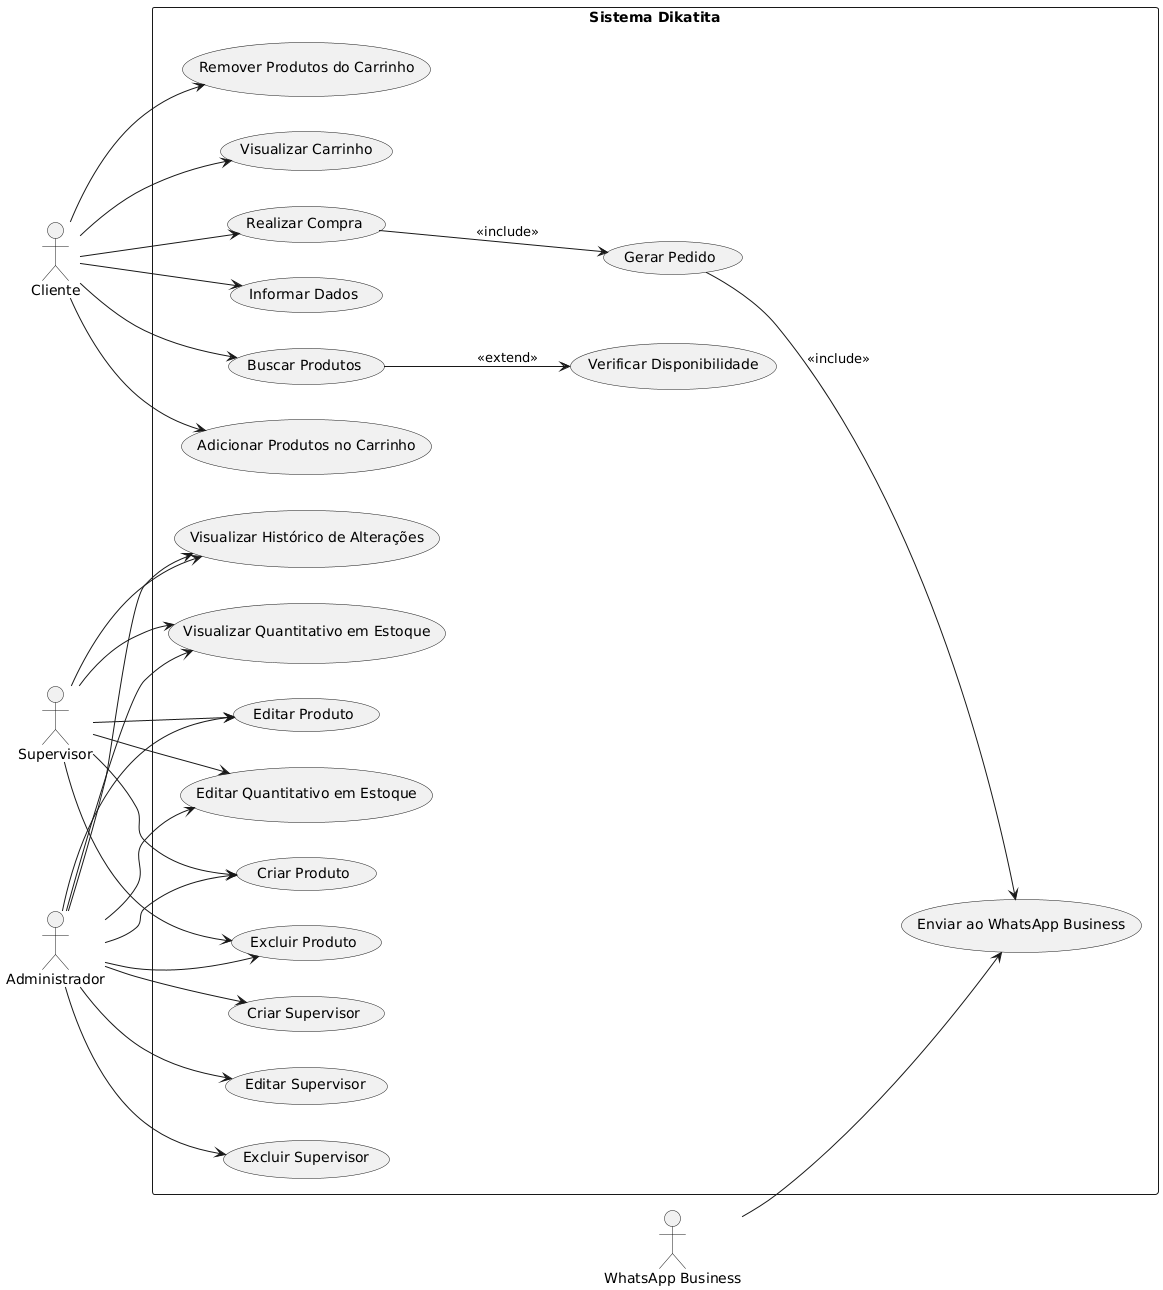 Sistema Dikatita
Remover Produtos do Carrinho
Visualizar Carrinho
Realizar Compra
«include»
Gerar Pedido
Cliente
Informar Dados
Buscar Produtos
«extend»
Verificar Disponibilidade
«include»
Adicionar Produtos no Carrinho
Visualizar Histórico de Alterações
Visualizar Quantitativo em Estoque
Editar Produto
Supervisor
Editar Quantitativo em Estoque
Criar Produto
Excluir Produto
Enviar ao WhatsApp Business
Administrador
Criar Supervisor
Editar Supervisor
Excluir Supervisor
WhatsApp Business